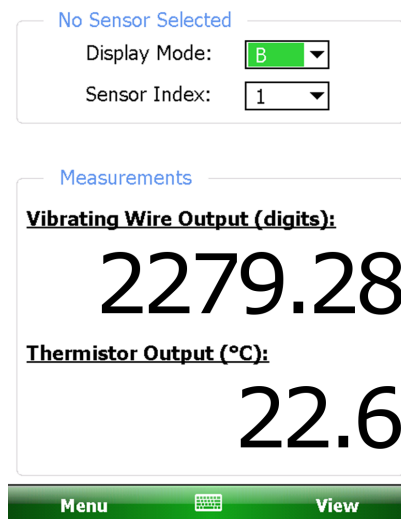 No Sensor Selected
Display Mode: B
Sensor Index: 1
Measurements
Vibrating Wire Output (digits):
2279.28
Thermistor Output (°C):
22.6
Menu View